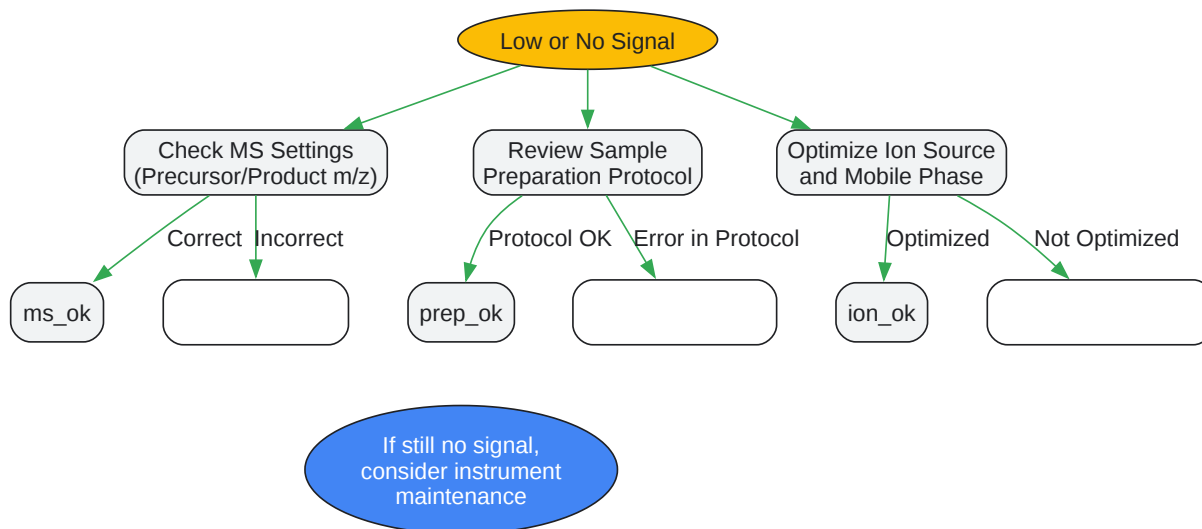 Low or No Signal
Check MS Settings
(Precursor/Product m/z)
Review Sample
Preparation Protocol
Optimize Ion Source
and Mobile Phase
Correct
Incorrect
Protocol OK
Error in Protocol
Optimized
Not Optimized
ms_ok
prep_ok
ion_ok
If still no signal,
consider instrument
maintenance